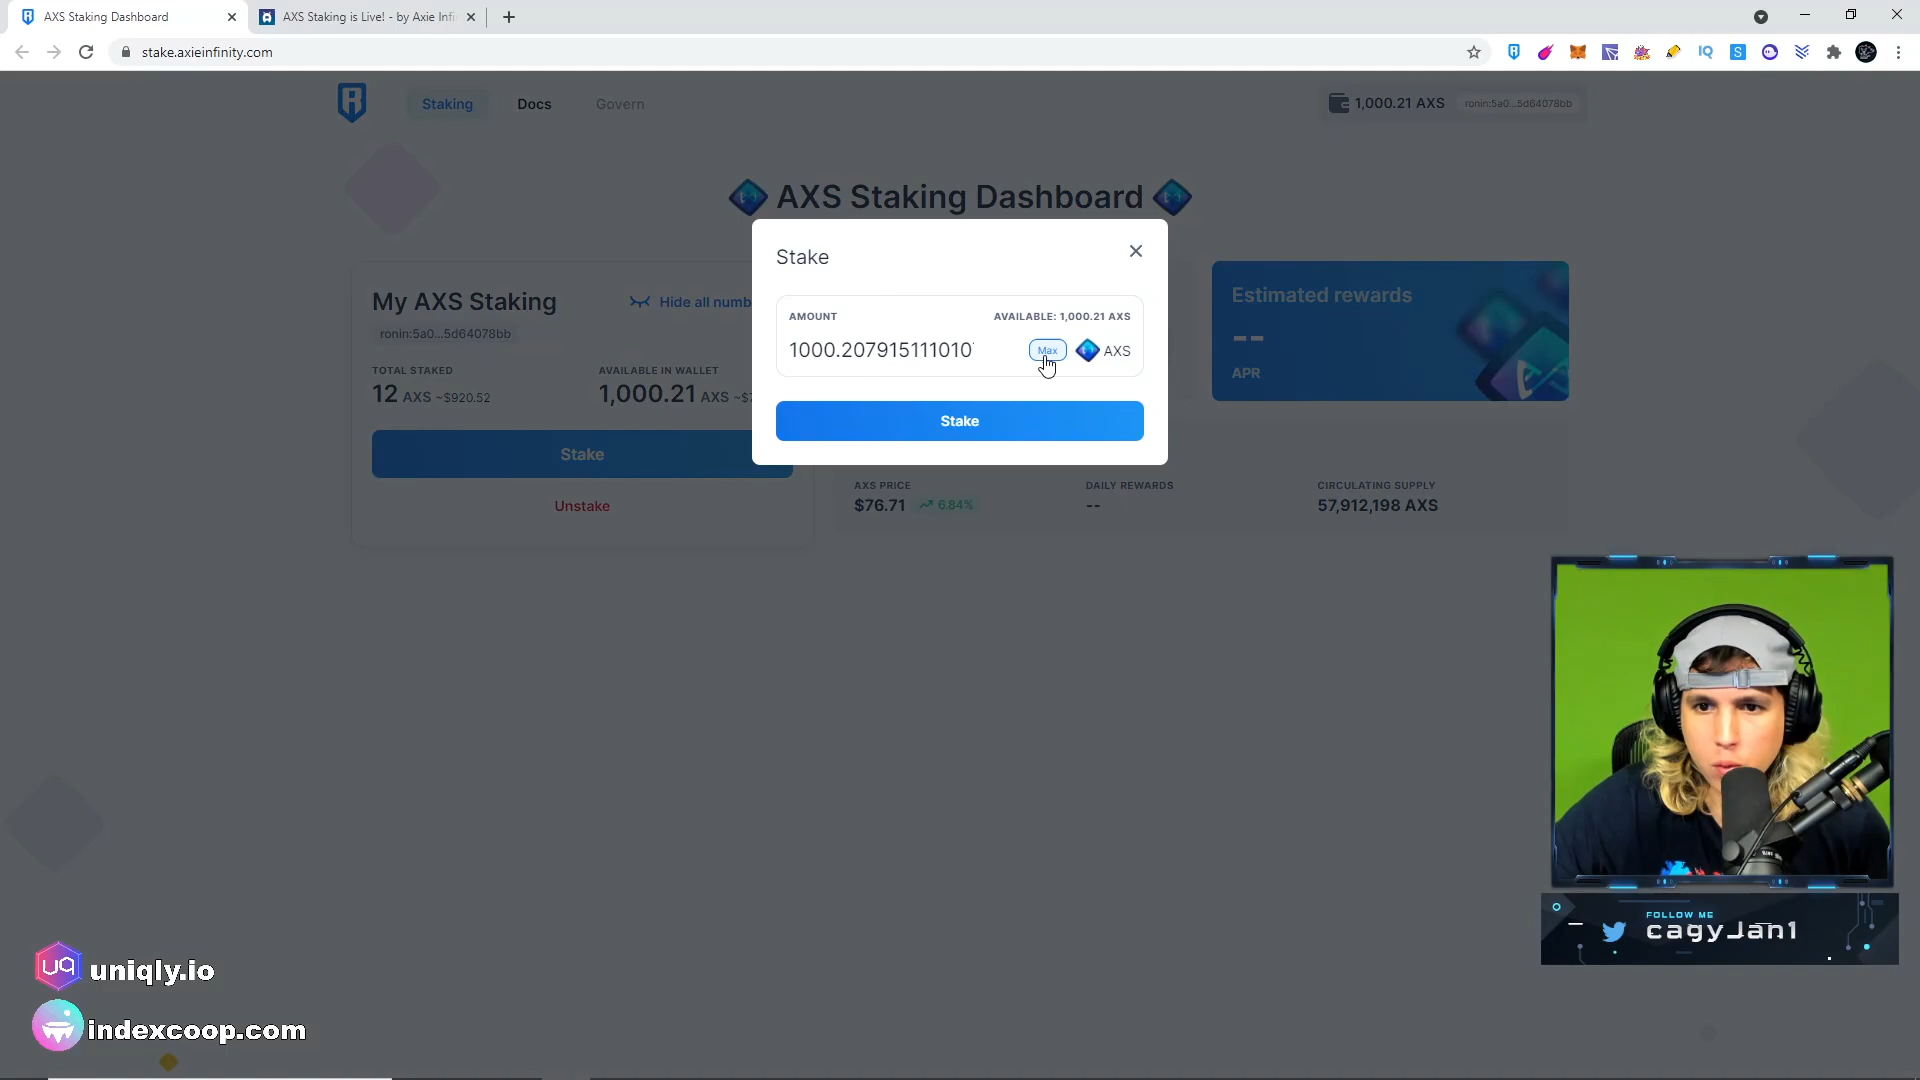 AXS Staking Dashboard
AXS Staking is Live! - by Axie Infi
stake.axieinfinity.com
IQ
S
Staking
Docs
Govern
1,000.21 AXS
ronin:5a0...5d64078bb
AXS Staking Dashboard
My AXS Staking
Hide all numb
ronin:5a0...5d64078bb
TOTAL STAKED
AVAILABLE IN WALLET
12 AXS ~$920.52
1,000.21 AXS ~$7
Stake
Unstake
Stake
AMOUNT
AVAILABLE: 1,000.21 AXS
1000.207915111010
Max
AXS
Stake
Estimated rewards
--
APR
AXS PRICE
DAILY REWARDS
CIRCULATING SUPPLY
$76.71
6.84%
--
57,912,198 AXS
FOLLOW ME
cagyJan1
uq
uniqly.io
indexcoop.com